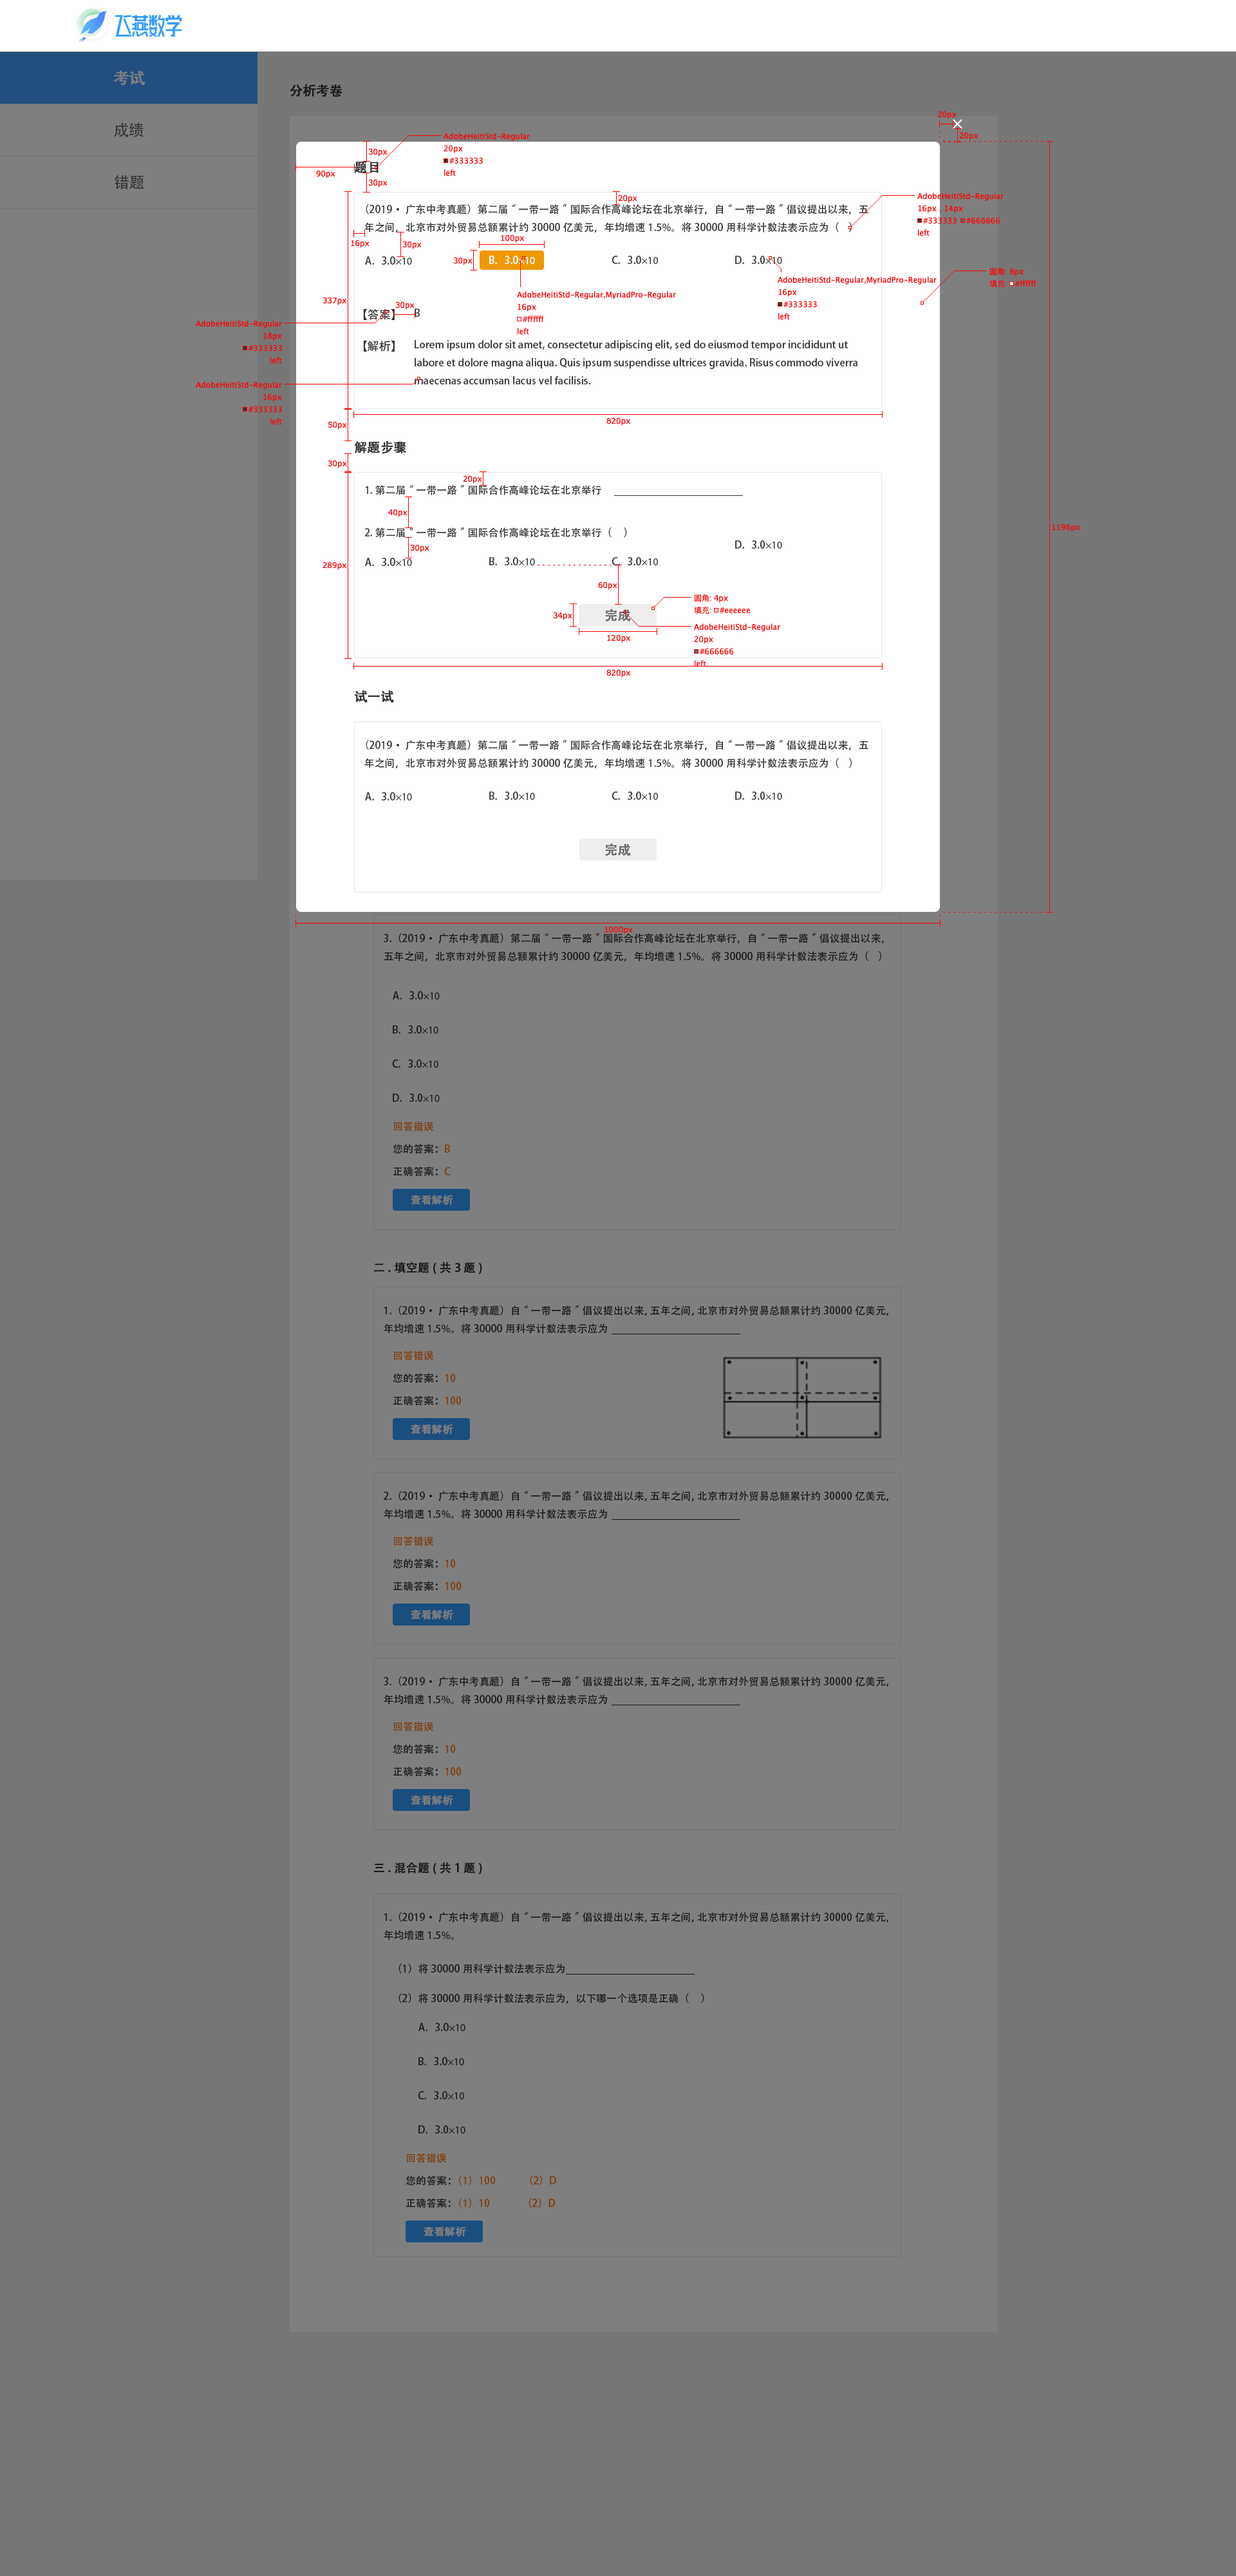 飞燕数学
考试
成绩
错题
分析考卷
20px
20px
AdobeHeitiStd-Regular
20px
#333333
left
30px
题目
90px
30px
20px
AdobeHeitiStd-Regular
16px , 14px
#333333 #666666
left
（2019• 广东中考真题）第二届“一带一路”国际合作高峰论坛在北京举行，自“一带一路”倡议提出以来，五
年之间，北京市对外贸易总额累计约 30000 亿美元，年均增速 1.5%。将 30000 用科学计数法表示应为（ ）
16px
30px
100px
30px
A. 3.0×10
B. 3.0×10
C. 3.0×10
D. 3.0×10
圆角: 8px
填充: #ffffff
AdobeHeitiStd-Regular,MyriadPro-Regular
16px
#333333
left
AdobeHeitiStd-Regular,MyriadPro-Regular
16px
#ffffff
left
337px
30px
【答案】 B
AdobeHeitiStd-Regular
18px
#333333
left
【解析】 Lorem ipsum dolor sit amet, consectetur adipiscing elit, sed do eiusmod tempor incididunt ut
labore et dolore magna aliqua. Quis ipsum suspendisse ultrices gravida. Risus commodo viverra
maecenas accumsan lacus vel facilisis.
AdobeHeitiStd-Regular
16px
#333333
left
820px
50px
解题步骤
30px
20px
1. 第二届“一带一路”国际合作高峰论坛在北京举行
40px
1196px
2. 第二届“一带一路”国际合作高峰论坛在北京举行（ ）
30px
D. 3.0×10
A. 3.0×10
B. 3.0×10
C. 3.0×10
289px
60px
圆角: 4px
填充: #eeeeee
34px
完成
AdobeHeitiStd-Regular
20px
#666666
left
120px
820px
试一试
（2019• 广东中考真题）第二届“一带一路”国际合作高峰论坛在北京举行，自“一带一路”倡议提出以来，五
年之间，北京市对外贸易总额累计约 30000 亿美元，年均增速 1.5%。将 30000 用科学计数法表示应为（ ）
A. 3.0×10
B. 3.0×10
C. 3.0×10
D. 3.0×10
完成
1000px
3.（2019• 广东中考真题）第二届“一带一路”国际合作高峰论坛在北京举行，自“一带一路”倡议提出以来，
五年之间，北京市对外贸易总额累计约 30000 亿美元，年均增速 1.5%。将 30000 用科学计数法表示应为（ ）
A. 3.0×10
B. 3.0×10
C. 3.0×10
D. 3.0×10
回答错误
您的答案：B
正确答案：C
查看解析
二 . 填空题 ( 共 3 题 )
1.（2019• 广东中考真题）自“一带一路”倡议提出以来, 五年之间, 北京市对外贸易总额累计约 30000 亿美元,
年均增速 1.5%。将 30000 用科学计数法表示应为
回答错误
您的答案：10
正确答案：100
查看解析
2.（2019• 广东中考真题）自“一带一路”倡议提出以来, 五年之间, 北京市对外贸易总额累计约 30000 亿美元,
年均增速 1.5%。将 30000 用科学计数法表示应为
回答错误
您的答案：10
正确答案：100
查看解析
3.（2019• 广东中考真题）自“一带一路”倡议提出以来, 五年之间, 北京市对外贸易总额累计约 30000 亿美元,
年均增速 1.5%。将 30000 用科学计数法表示应为
回答错误
您的答案：10
正确答案：100
查看解析
三 . 混合题 ( 共 1 题 )
1.（2019• 广东中考真题）自“一带一路”倡议提出以来, 五年之间, 北京市对外贸易总额累计约 30000 亿美元,
年均增速 1.5%。
（1）将 30000 用科学计数法表示应为
（2）将 30000 用科学计数法表示应为，以下哪一个选项是正确（ ）
A. 3.0×10
B. 3.0×10
C. 3.0×10
D. 3.0×10
回答错误
您的答案：（1）100 （2）D
正确答案：（1）10 （2）D
查看解析